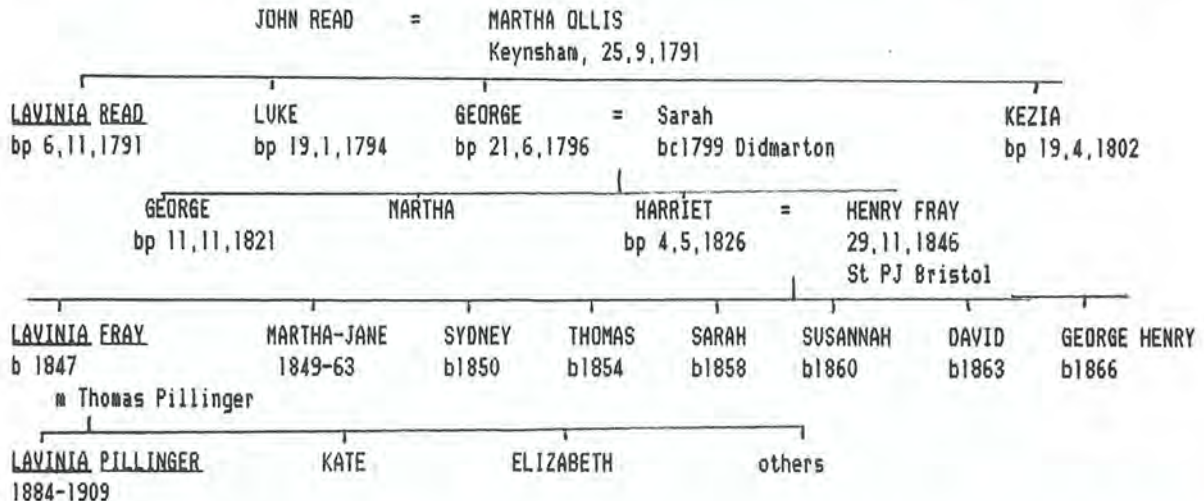 JOHN READ = MARTHA OLLIS
Keynsham, 25,9,1791
LAVINIA READ LUKE GEORGE = Sarah KEZIA
bp 6,11,1791 bp 19,1,1794 bp 21,6,1796 bc1799 Didmarton bp 19,4,1802
GEORGE MARTHA HARRIET = HENRY FRAY
bp 11,11,1821 bp 4,5,1826 29,11,1846
St PJ Bristol
LAVINIA FRAY MARTHA-JANE SYDNEY THOMAS SARAH SUSANNAH DAVID GEORGE HENRY
b 1847 1849-63 b1850 b1854 b1858 b1860 b1863 b1866
m Thomas Pillinger
LAVINIA PILLINGER KATE ELIZABETH others
1884-1909